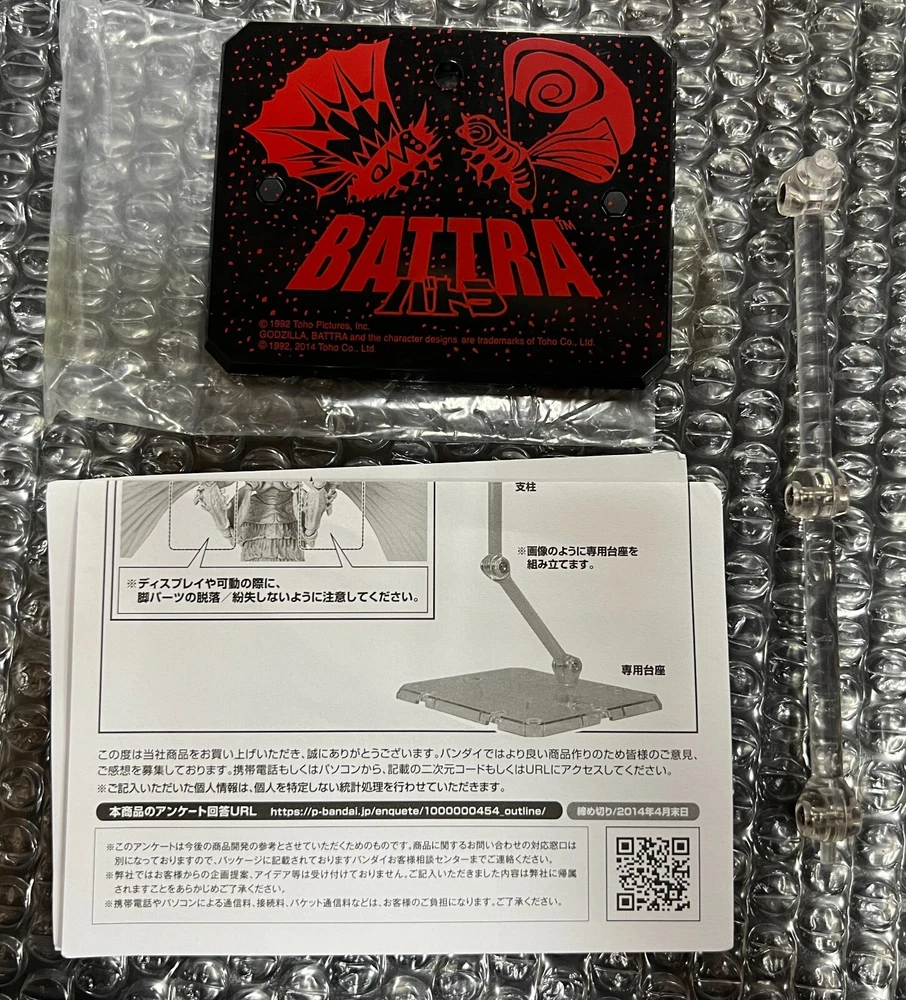 BATTRA™
バトラ
© 1992 Toho Pictures, Inc.
GODZILLA, BATTRA and the character designs are trademarks of Toho Co., Ltd.
© 1992, 2014 Toho Co., Ltd.
支柱
※画像のように専用台座を
組み立てます。
※ディスプレイや可動の際に、
脚パーツの脱落／紛失しないように注意してください。
専用台座
この度は当社商品をお買い上げいただき、誠にありがとうございます。バンダイではより良い商品作りのため皆様のご意見、
ご感想を募集しております。携帯電話もしくはパソコンから、記載の二次元コードもしくはURLにアクセスしてください。
※ご記入いただいた個人情報は、個人を特定しない統計処理を行わせていただきます。
本商品のアンケート回答URL https://p-bandai.jp/enquete/1000000454_outline/ 締め切り/2014年4月末日
※このアンケートは今後の商品開発の参考とさせていただくためのものです。商品に関するお問い合わせの対応窓口は
別になっておりますので、パッケージに記載されておりますバンダイお客様相談センターまでご連絡ください。
※弊社ではお客様からの企画提案、アイデア等は受け付けておりません。ご記入いただきました内容は弊社に帰属
されますことをあらかじめご了承ください。
※携帯電話やパソコンによる通信料、接続料、パケット通信料などは、お客様のご負担になります。ご了承ください。